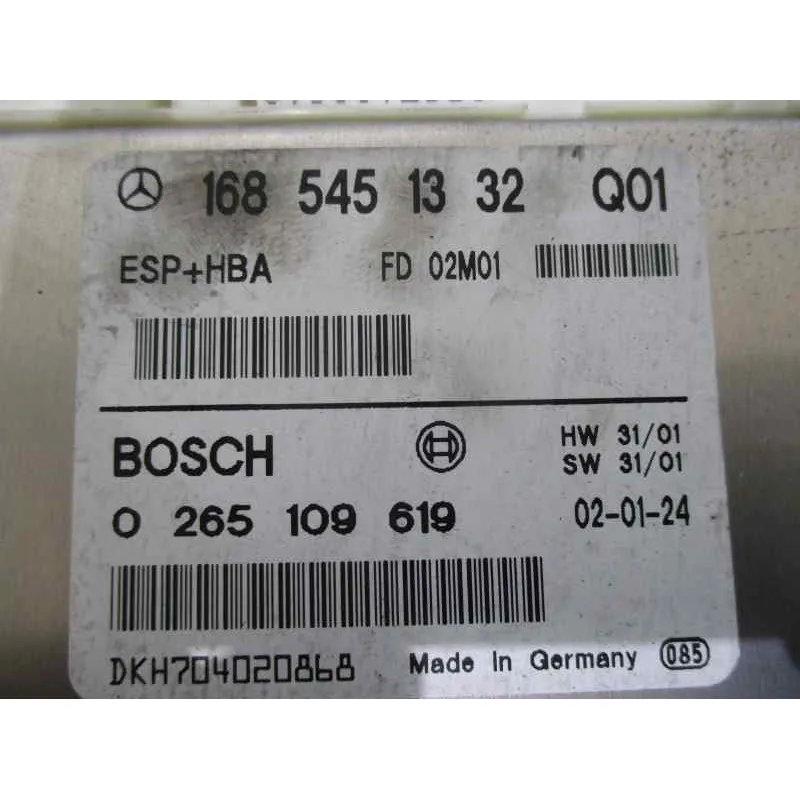 168 545 13 32 Q01
ESP+HBA FD 02M01
BOSCH HW 31/01
SW 31/01
0 265 109 619 02-01-24
DKH704020868 Made In Germany 085